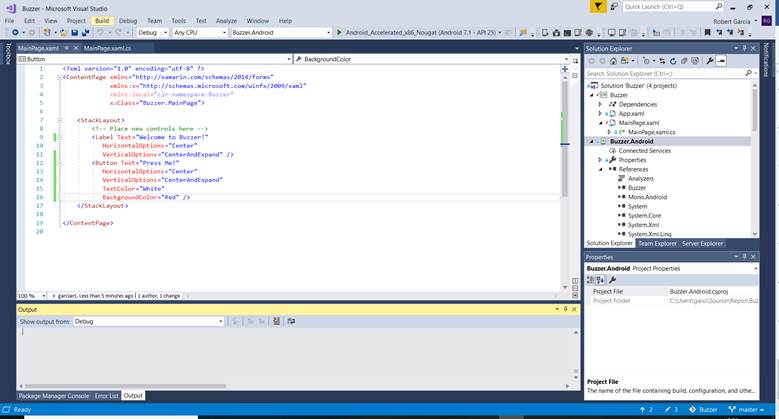 Buzzer - Microsoft Visual Studio
Quick Launch (Ctrl+Q)
File Edit View Project Build Debug Team Tools Test Analyze Window Help
Robert Garcia
RG
Debug Any CPU Buzzer.Android Android_Accelerated_x86_Nougat (Android 7.1 - API 25)
Toolbox
MainPage.xaml MainPage.xaml.cs
Button BackgroundColor
1 <?xml version="1.0" encoding="utf-8" ?>
2 <ContentPage xmlns="http://xamarin.com/schemas/2014/forms"
3 xmlns:x="http://schemas.microsoft.com/winfx/2009/xaml"
4 xmlns:local="clr-namespace:Buzzer"
5 x:Class="Buzzer.MainPage">
6
7 <StackLayout>
8 <!-- Place new controls here -->
9 <Label Text="Welcome to Buzzer!"
10 HorizontalOptions="Center"
11 VerticalOptions="CenterAndExpand" />
12 <Button Text="Press Me!"
13 HorizontalOptions="Center"
14 VerticalOptions="CenterAndExpand"
15 TextColor="White"
16 BackgroundColor="Red" />
17 </StackLayout>
18
19 </ContentPage>
20
100 % garciart, Less than 5 minutes ago | 1 author, 1 change
Output
Show output from: Debug
Package Manager Console Error List Output
Solution Explorer
Search Solution Explorer (Ctrl+;)
Solution 'Buzzer' (4 projects)
Buzzer
Dependencies
App.xaml
MainPage.xaml
MainPage.xaml.cs
Buzzer.Android
Connected Services
Properties
References
Analyzers
Buzzer
Mono.Android
System
System.Core
System.Xml
System.Xml.Linq
Solution Explorer Team Explorer Server Explorer
Properties
Buzzer.Android Project Properties
Project File Buzzer.Android.csproj
Project Folder C:\Users\garci\Source\Repos\Buz
Project File
The name of the file containing build, configuration, and othe...
Notifications
Ready
2 3 Buzzer master